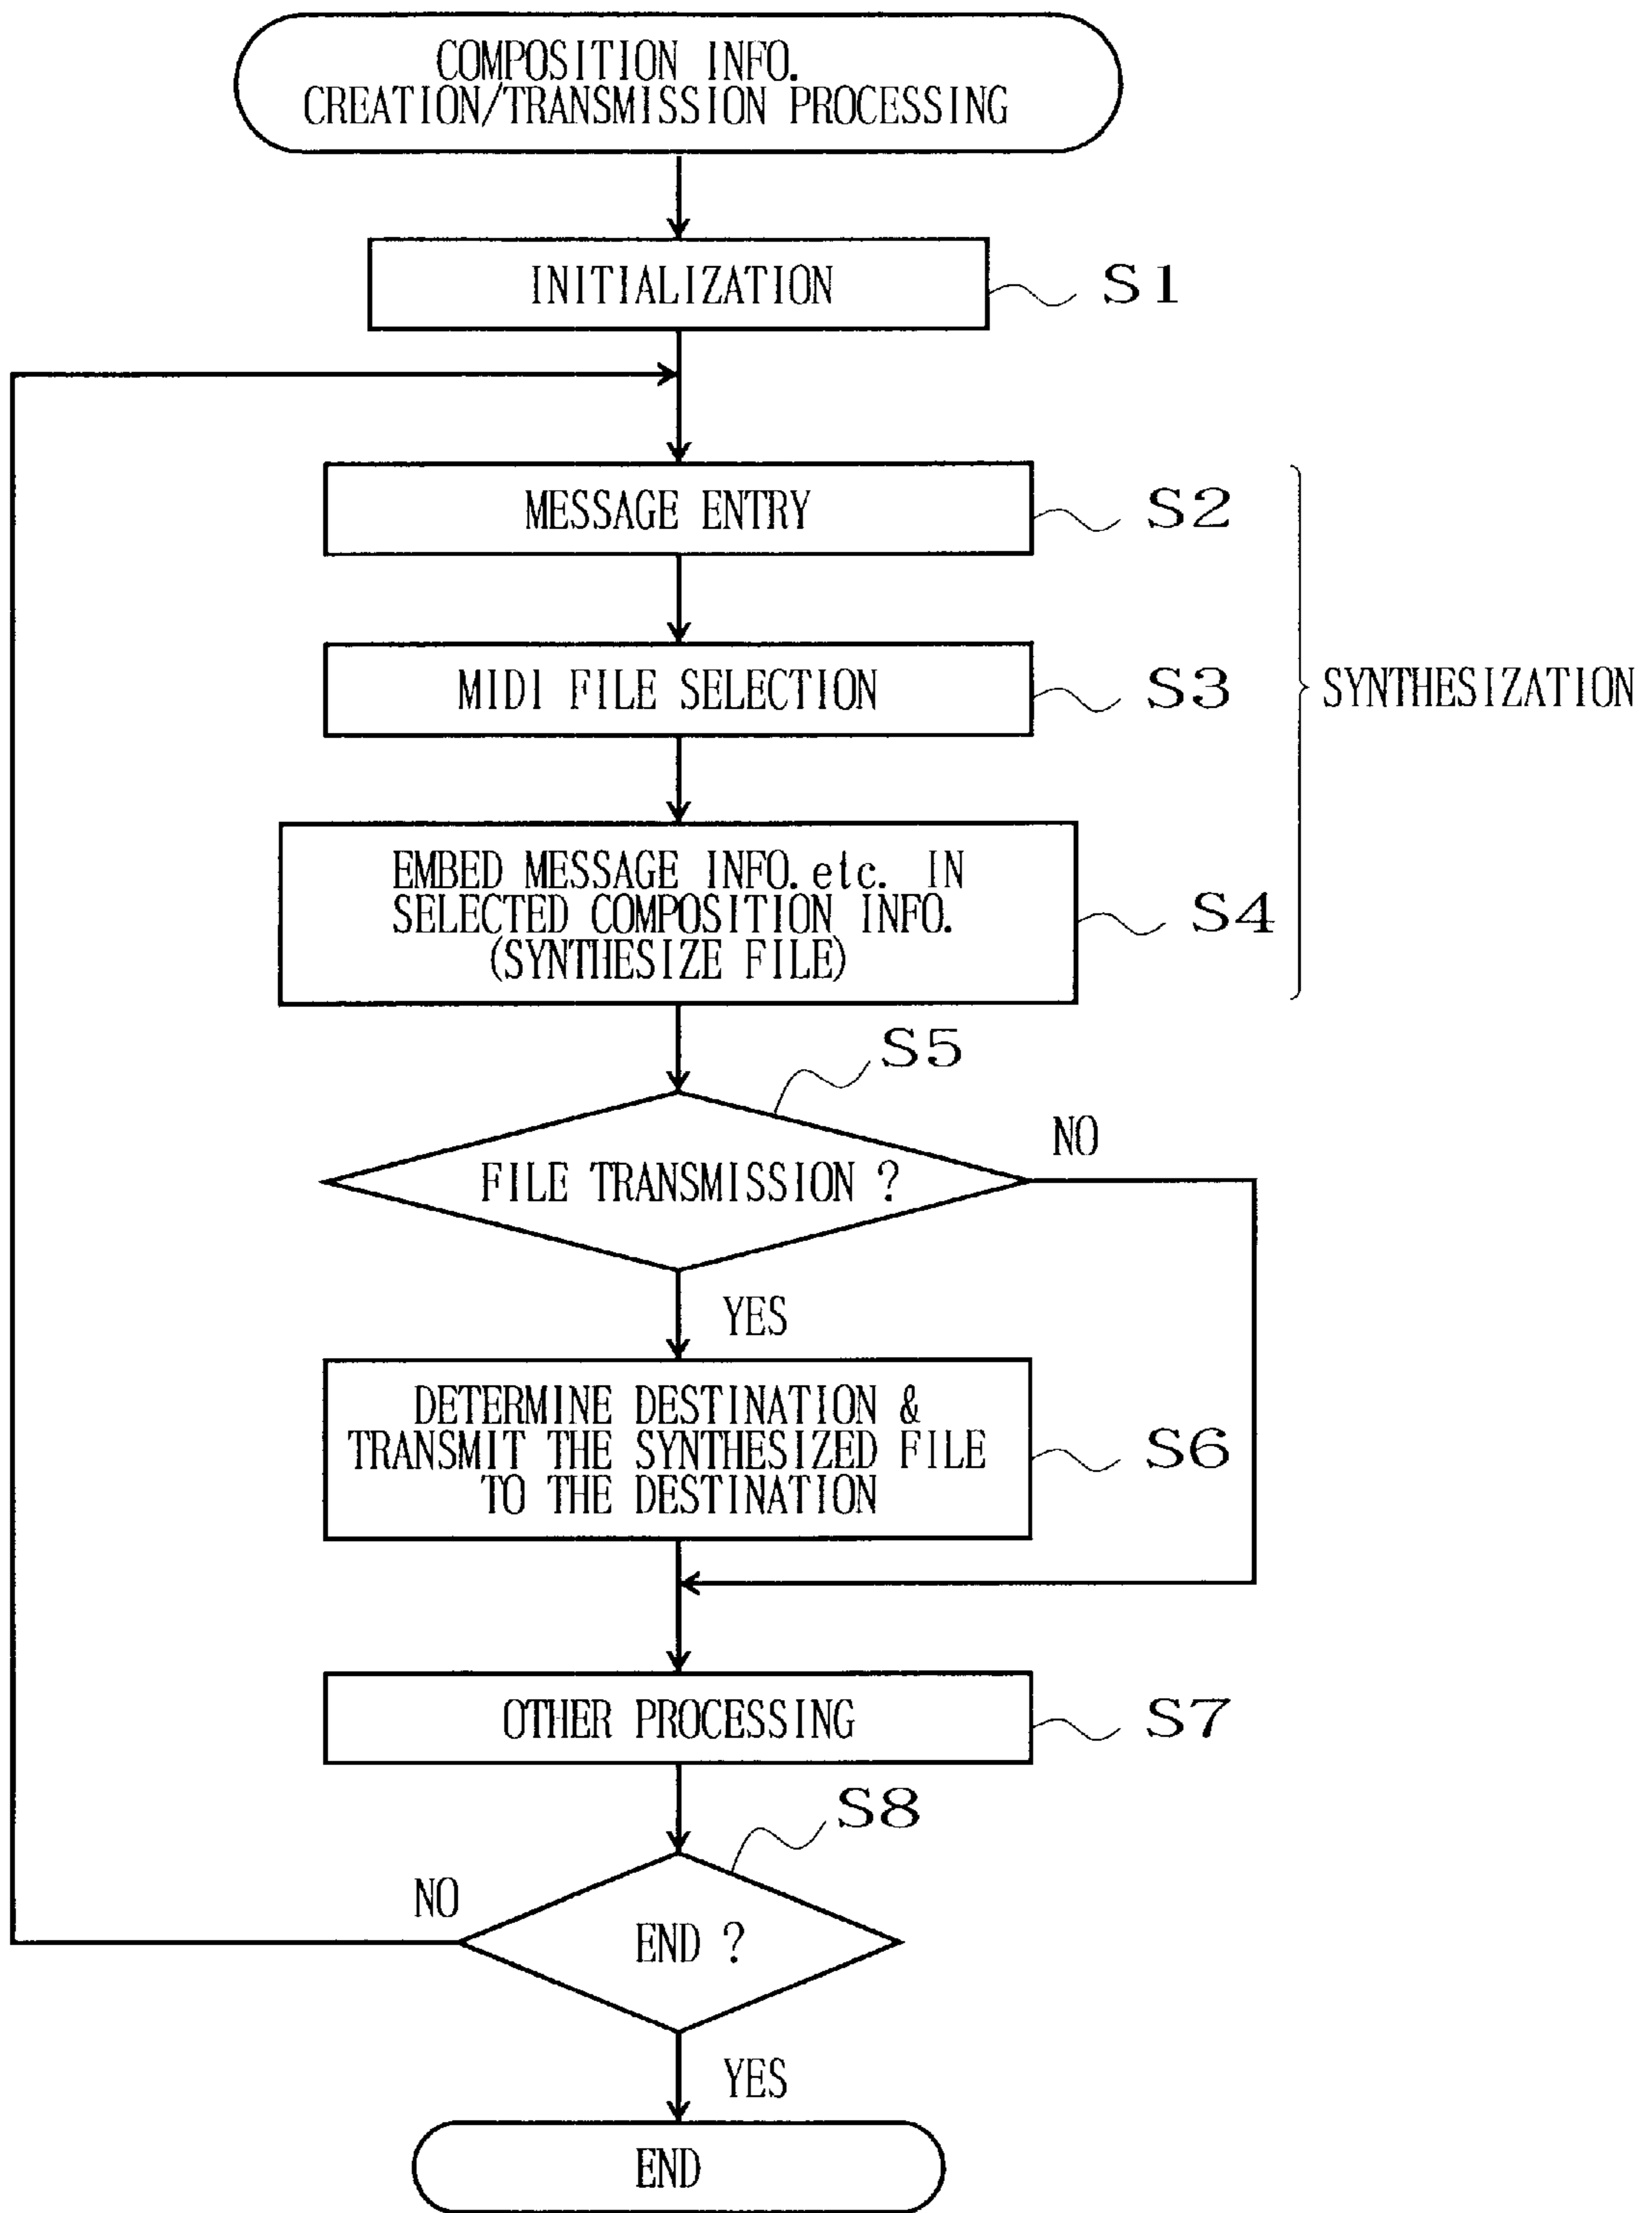 COMPOSITION INFO.
CREATION/TRANSMISSION PROCESSING
INITIALIZATION
S1
MESSAGE ENTRY
S2
MIDI FILE SELECTION
S3
SYNTHESIZATION
EMBED MESSAGE INFO.etc. IN
SELECTED COMPOSITION INFO.
(SYNTHESIZE FILE)
S4
S5
FILE TRANSMISSION ?
NO
YES
DETERMINE DESTINATION &
TRANSMIT THE SYNTHESIZED FILE
TO THE DESTINATION
S6
OTHER PROCESSING
S7
S8
NO
END ?
YES
END